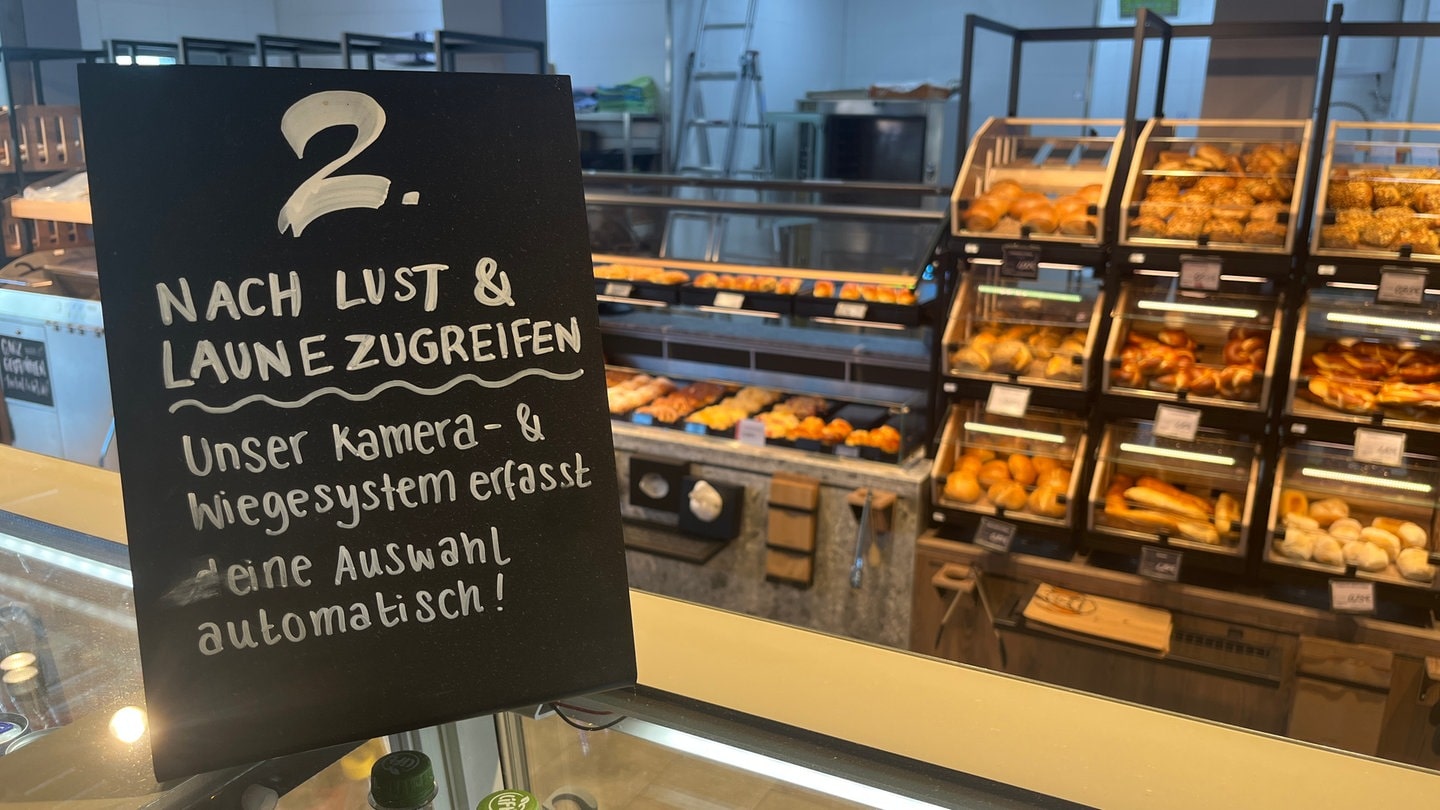 2.
NACH LUST &
LAUNE ZUGREIFEN
Unser Kamera- &
Wiegesystem erfasst
deine Auswahl
automatisch!